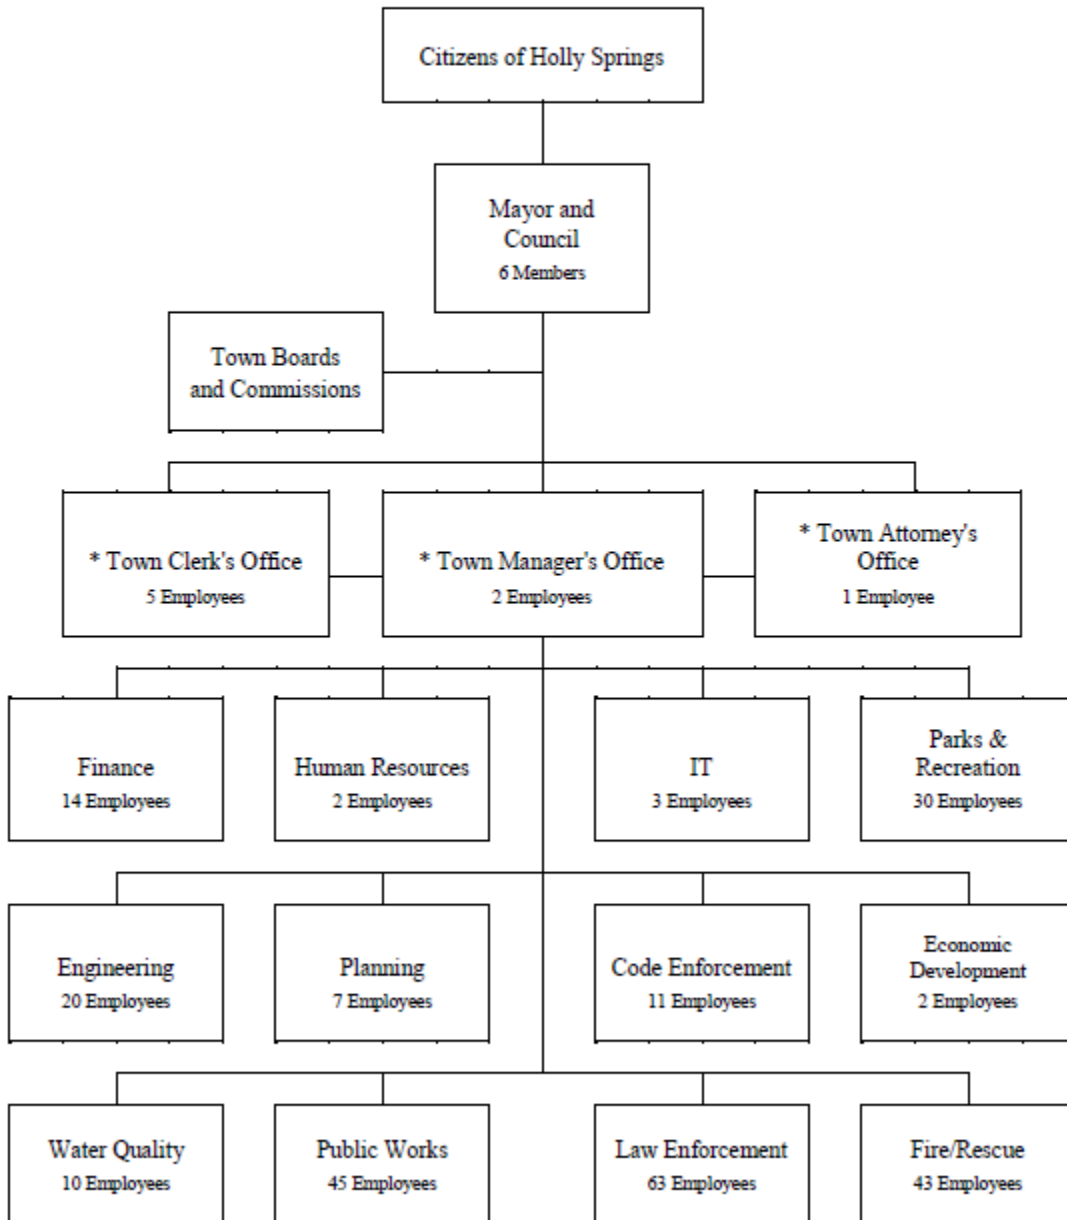 Citizens of Holly Springs
Mayor and
Council
6 Members
Town Boards
and Commissions
* Town Clerk's Office
5 Employees
* Town Manager's Office
2 Employees
* Town Attorney's
Office
1 Employee
Finance
14 Employees
Human Resources
2 Employees
IT
3 Employees
Parks &
Recreation
30 Employees
Engineering
20 Employees
Planning
7 Employees
Code Enforcement
11 Employees
Economic
Development
2 Employees
Water Quality
10 Employees
Public Works
45 Employees
Law Enforcement
63 Employees
Fire/Rescue
43 Employees